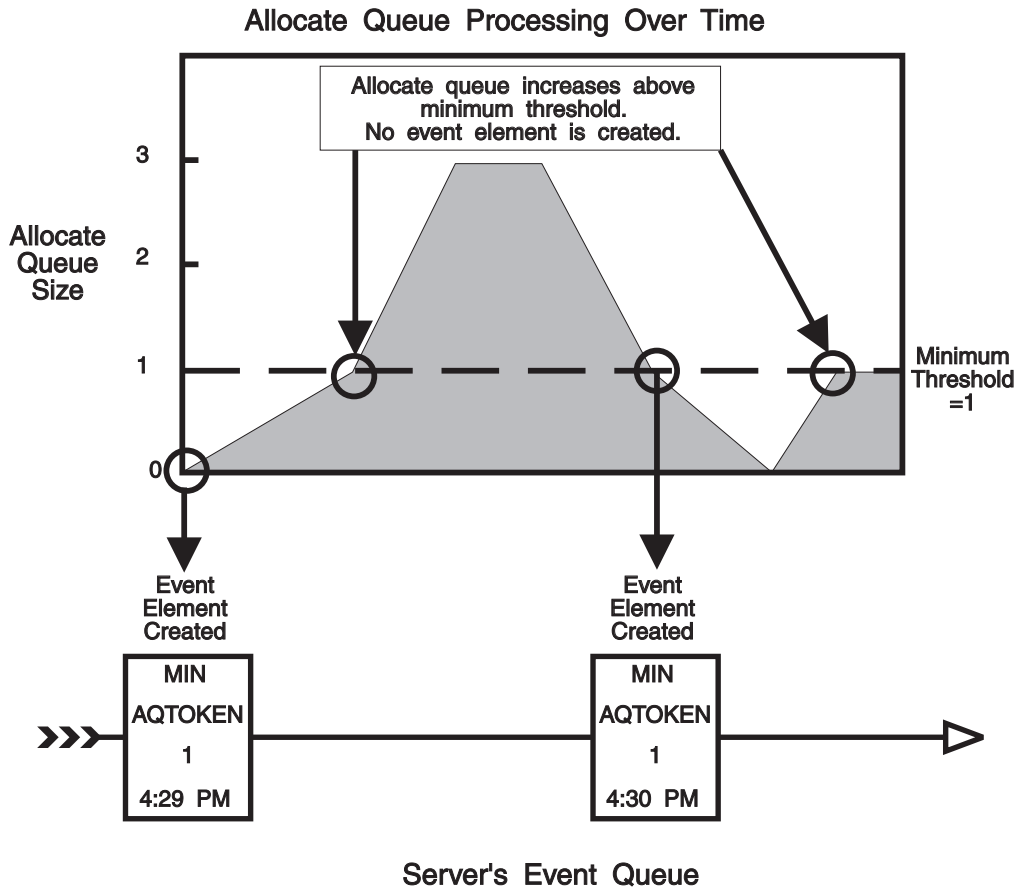 Allocate Queue Processing Over Time
Allocate queue increases above
minimum threshold.
No event element is created.
3
Allocate
Queue
Size
2
1
Minimum
Threshold
=1
0
Event
Element
Created
Event
Element
Created
MIN
AQTOKEN
1
4:29 PM
MIN
AQTOKEN
1
4:30 PM
Server's Event Queue